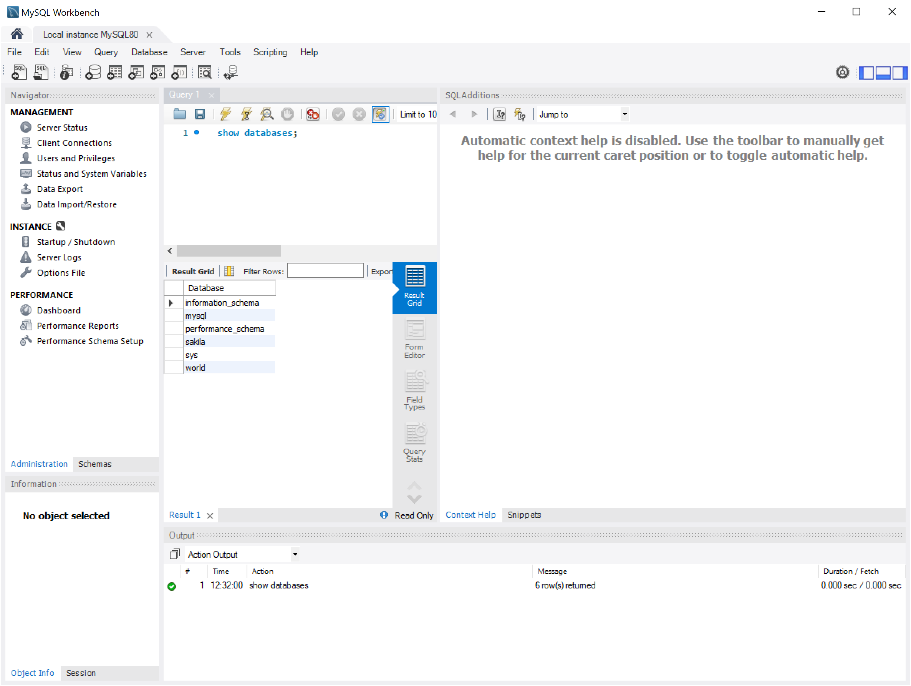 MySQL Workbench
Local instance MySQL80
File Edit View Query Database Server Tools Scripting Help
Navigator
MANAGEMENT
Server Status
Client Connections
Users and Privileges
Status and System Variables
Data Export
Data Import/Restore
INSTANCE
Startup / Shutdown
Server Logs
Options File
PERFORMANCE
Dashboard
Performance Reports
Performance Schema Setup
Administration Schemas
Information
No object selected
Object Info Session
Query 1
Limit to 10
1 show databases;
Result Grid Filter Rows: Export
Database
information_schema
mysql
performance_schema
sakila
sys
world
Result Grid
Form Editor
Field Types
Query Stats
Result 1 Read Only
SQLAdditions
Jump to
Automatic context help is disabled. Use the toolbar to manually get
help for the current caret position or to toggle automatic help.
Context Help Snippets
Output
Action Output
# Time Action Message Duration / Fetch
1 12:32:00 show databases 6 row(s) returned 0.000 sec / 0.000 sec